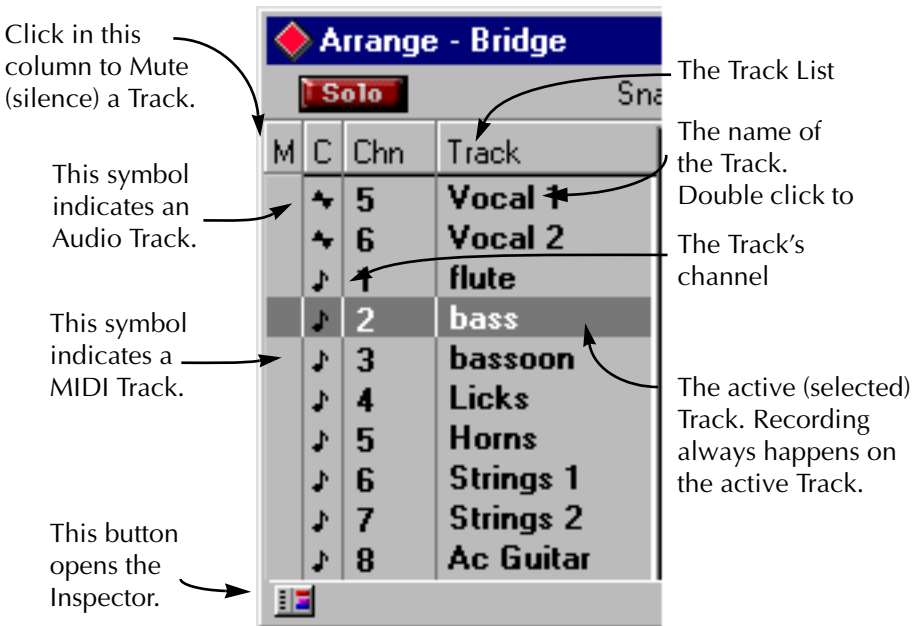 Click in this
column to Mute
(silence) a Track.
This symbol
indicates an
Audio Track.
This symbol
indicates a
MIDI Track.
This button
opens the
Inspector.
Arrange - Bridge
Solo
Sna
M C Chn Track
5 Vocal 1
6 Vocal 2
1 flute
2 bass
3 bassoon
4 Licks
5 Horns
6 Strings 1
7 Strings 2
8 Ac Guitar
The Track List
The name of
the Track.
Double click to
The Track's
channel
The active (selected)
Track. Recording
always happens on
the active Track.